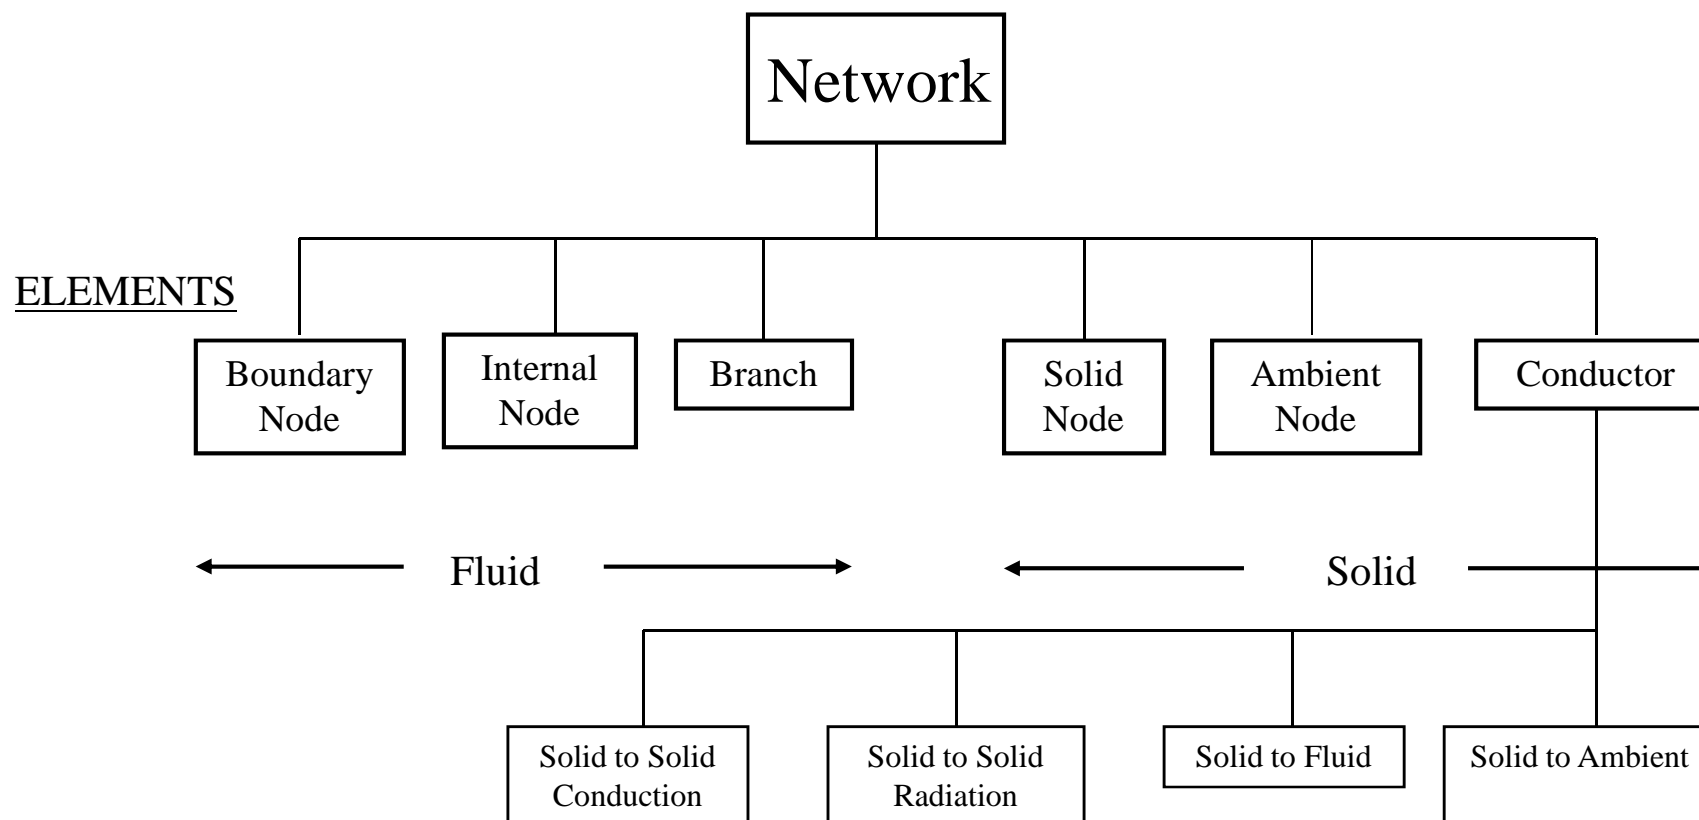 Network
ELEMENTS
Boundary
Node
Internal
Node
Branch
Solid
Node
Ambient
Node
Conductor
Fluid
Solid
Solid to Solid
Conduction
Solid to Solid
Radiation
Solid to Fluid
Solid to Ambient